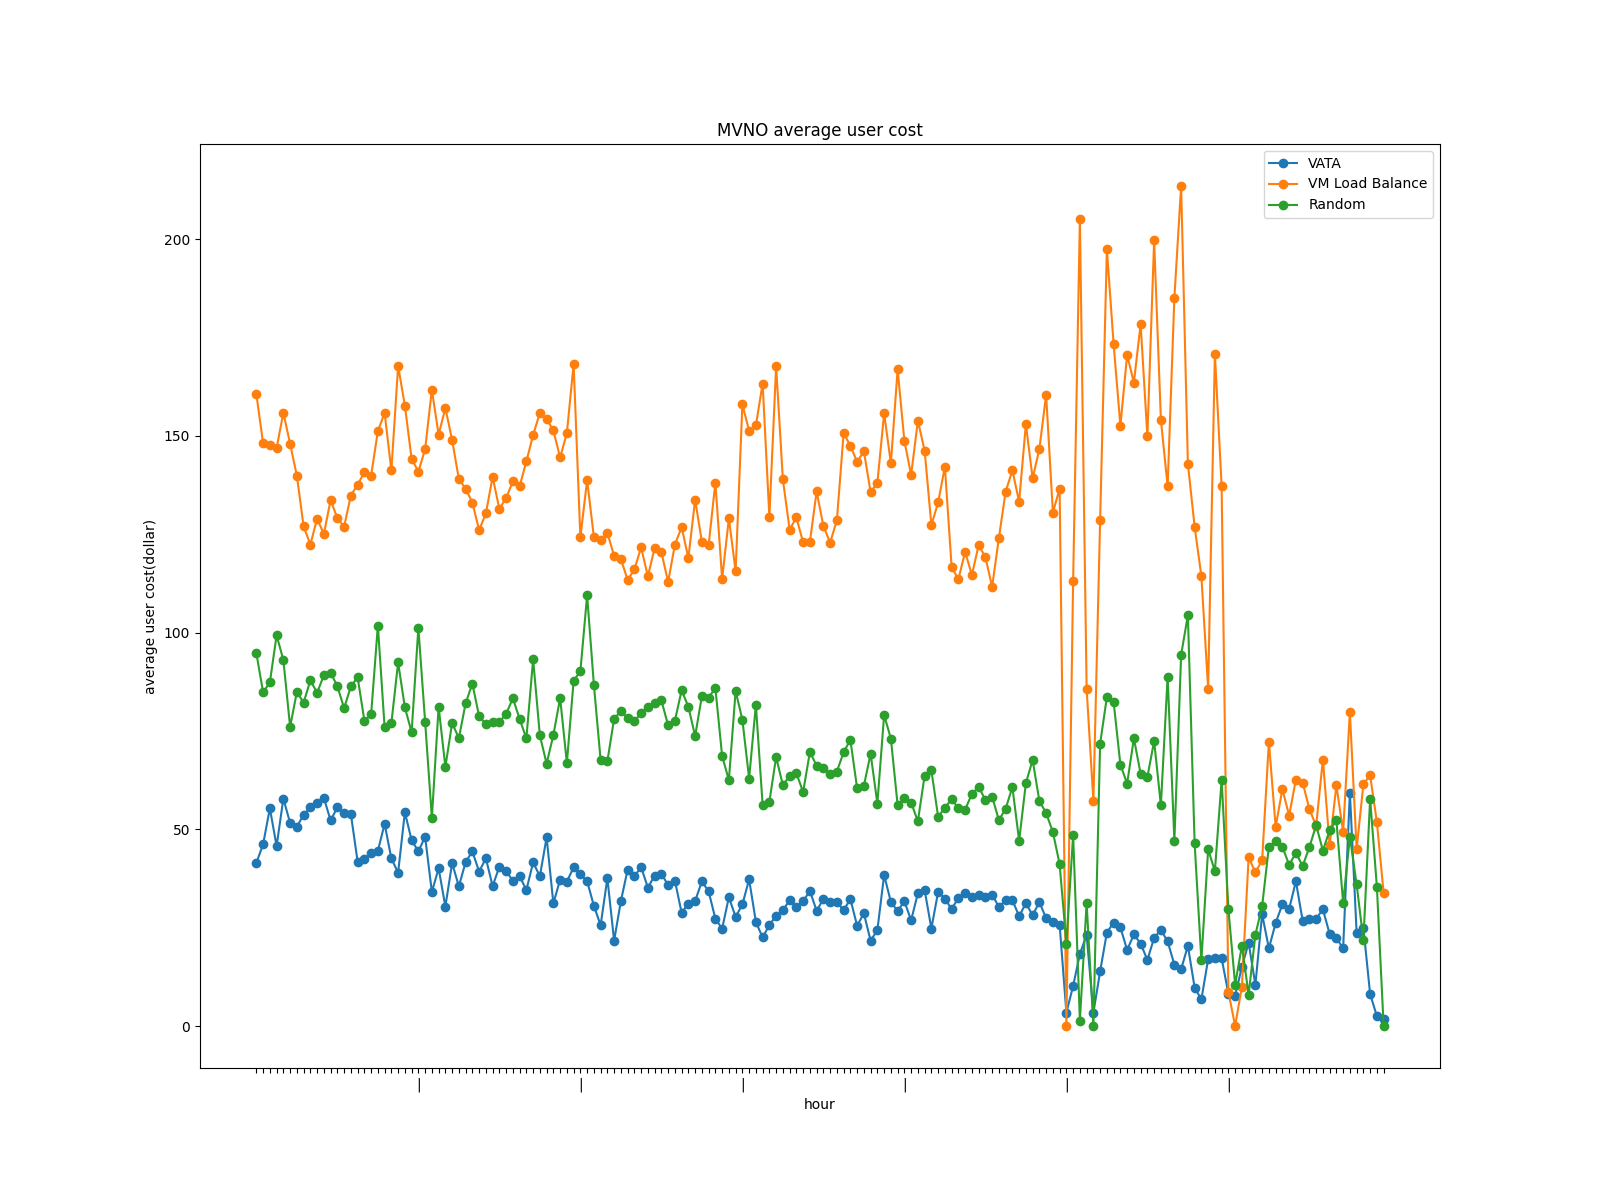 MVNO average user cost
VATA
VM Load Balance
Random
200
150
100
50
0
average user cost(dollar)
| | | | | |
hour